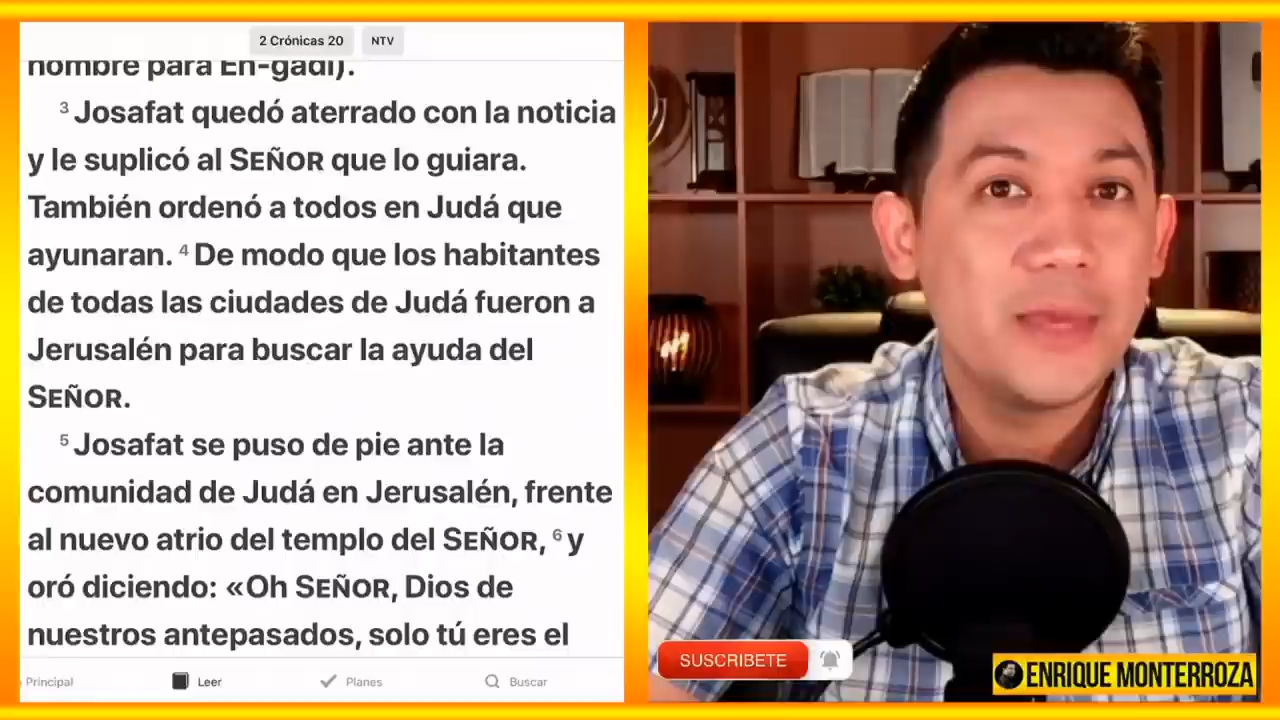 2 Crónicas 20 NTV
nombre para En-gadi).
3 Josafat quedó aterrado con la noticia
y le suplicó al SEÑOR que lo guiara.
También ordenó a todos en Judá que
ayunaran. 4 De modo que los habitantes
de todas las ciudades de Judá fueron a
Jerusalén para buscar la ayuda del
SEÑOR.
5 Josafat se puso de pie ante la
comunidad de Judá en Jerusalén, frente
al nuevo atrio del templo del SEÑOR, 6 y
oró diciendo: «Oh SEÑOR, Dios de
nuestros antepasados, solo tú eres el
Principal Leer Planes Buscar
SUSCRIBETE
ENRIQUE MONTERROZA